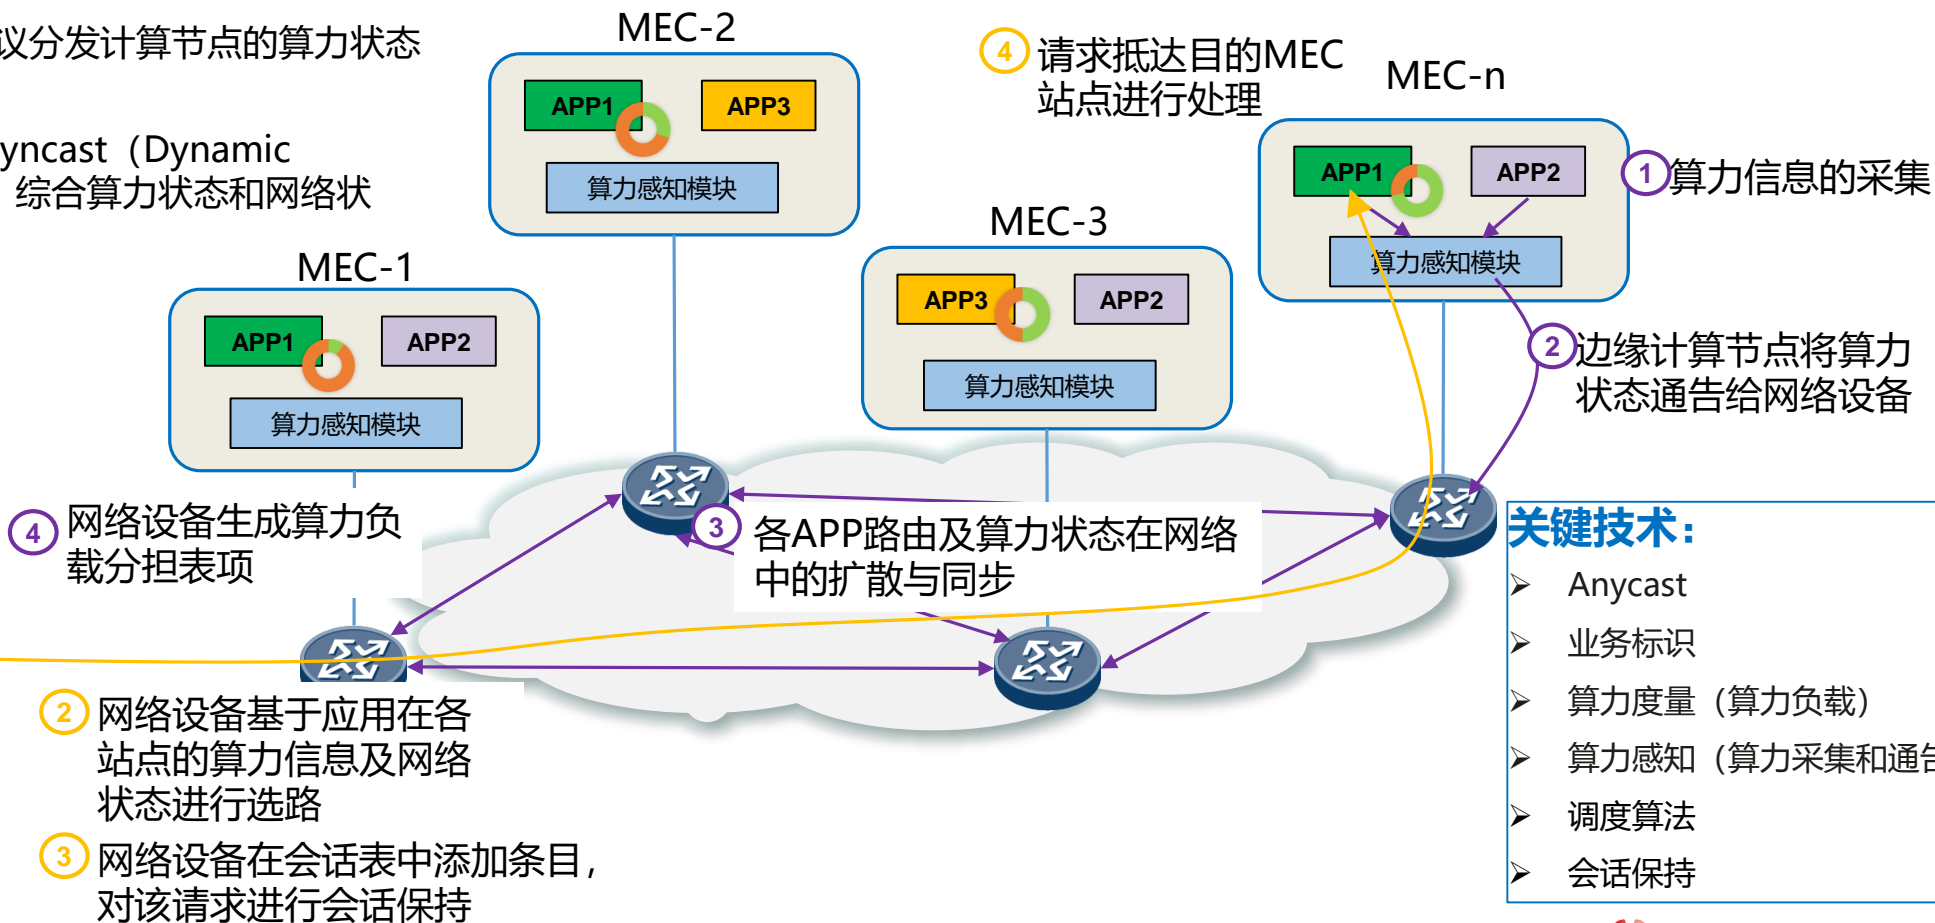 议分发计算节点的算力状态
yncast（Dynamic
综合算力状态和网络状
MEC-2
APP1
APP3
算力感知模块
4
请求抵达目的MEC
站点进行处理
MEC-n
APP1
APP2
算力感知模块
1
算力信息的采集
MEC-3
APP3
APP2
算力感知模块
MEC-1
APP1
APP2
算力感知模块
2
边缘计算节点将算力
状态通告给网络设备
4
网络设备生成算力负
载分担表项
3
各APP路由及算力状态在网络
中的扩散与同步
2
网络设备基于应用在各
站点的算力信息及网络
状态进行选路
3
网络设备在会话表中添加条目，
对该请求进行会话保持
关键技术：
Anycast
业务标识
算力度量（算力负载）
算力感知（算力采集和通告
调度算法
会话保持